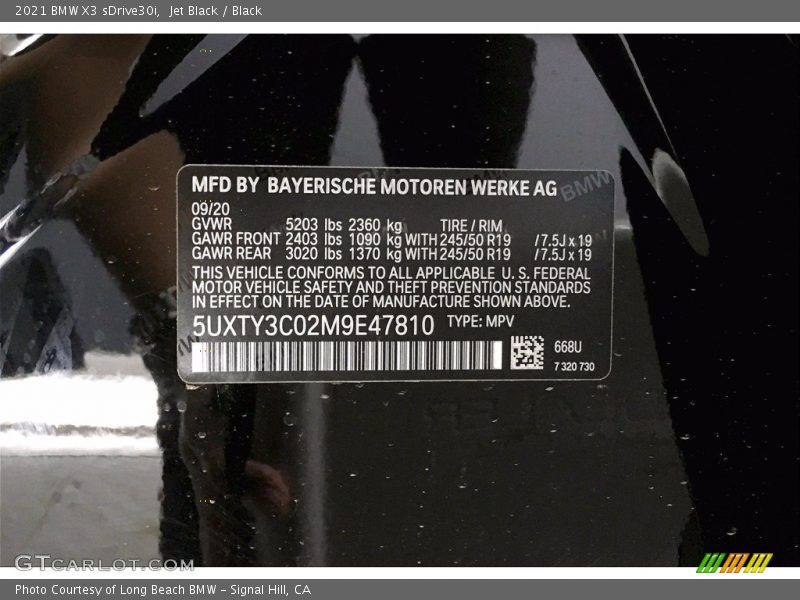 2021 BMW X3 sDrive30i,  Jet Black / Black
MFD BY BAYERISCHE MOTOREN WERKE AG
BMW
09/20
GVWR 5203 lbs 2360 kg TIRE / RIM
GAWR FRONT 2403 lbs 1090 kg WITH 245/50 R19 /7.5J x 19
GAWR REAR 3020 lbs 1370 kg WITH 245/50 R19 /7.5J x 19
THIS VEHICLE CONFORMS TO ALL APPLICABLE U. S. FEDERAL
MOTOR VEHICLE SAFETY AND THEFT PREVENTION STANDARDS
IN EFFECT ON THE DATE OF MANUFACTURE SHOWN ABOVE.
5UXTY3C02M9E47810 TYPE: MPV
668U
7 320 730
GTCARLOT.COM
Photo Courtesy of Long Beach BMW - Signal Hill, CA